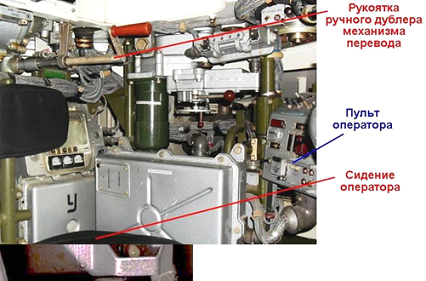 Рукоятка
ручного дублера
механизма
перевода
Пульт
оператора
Сидение
оператора
У